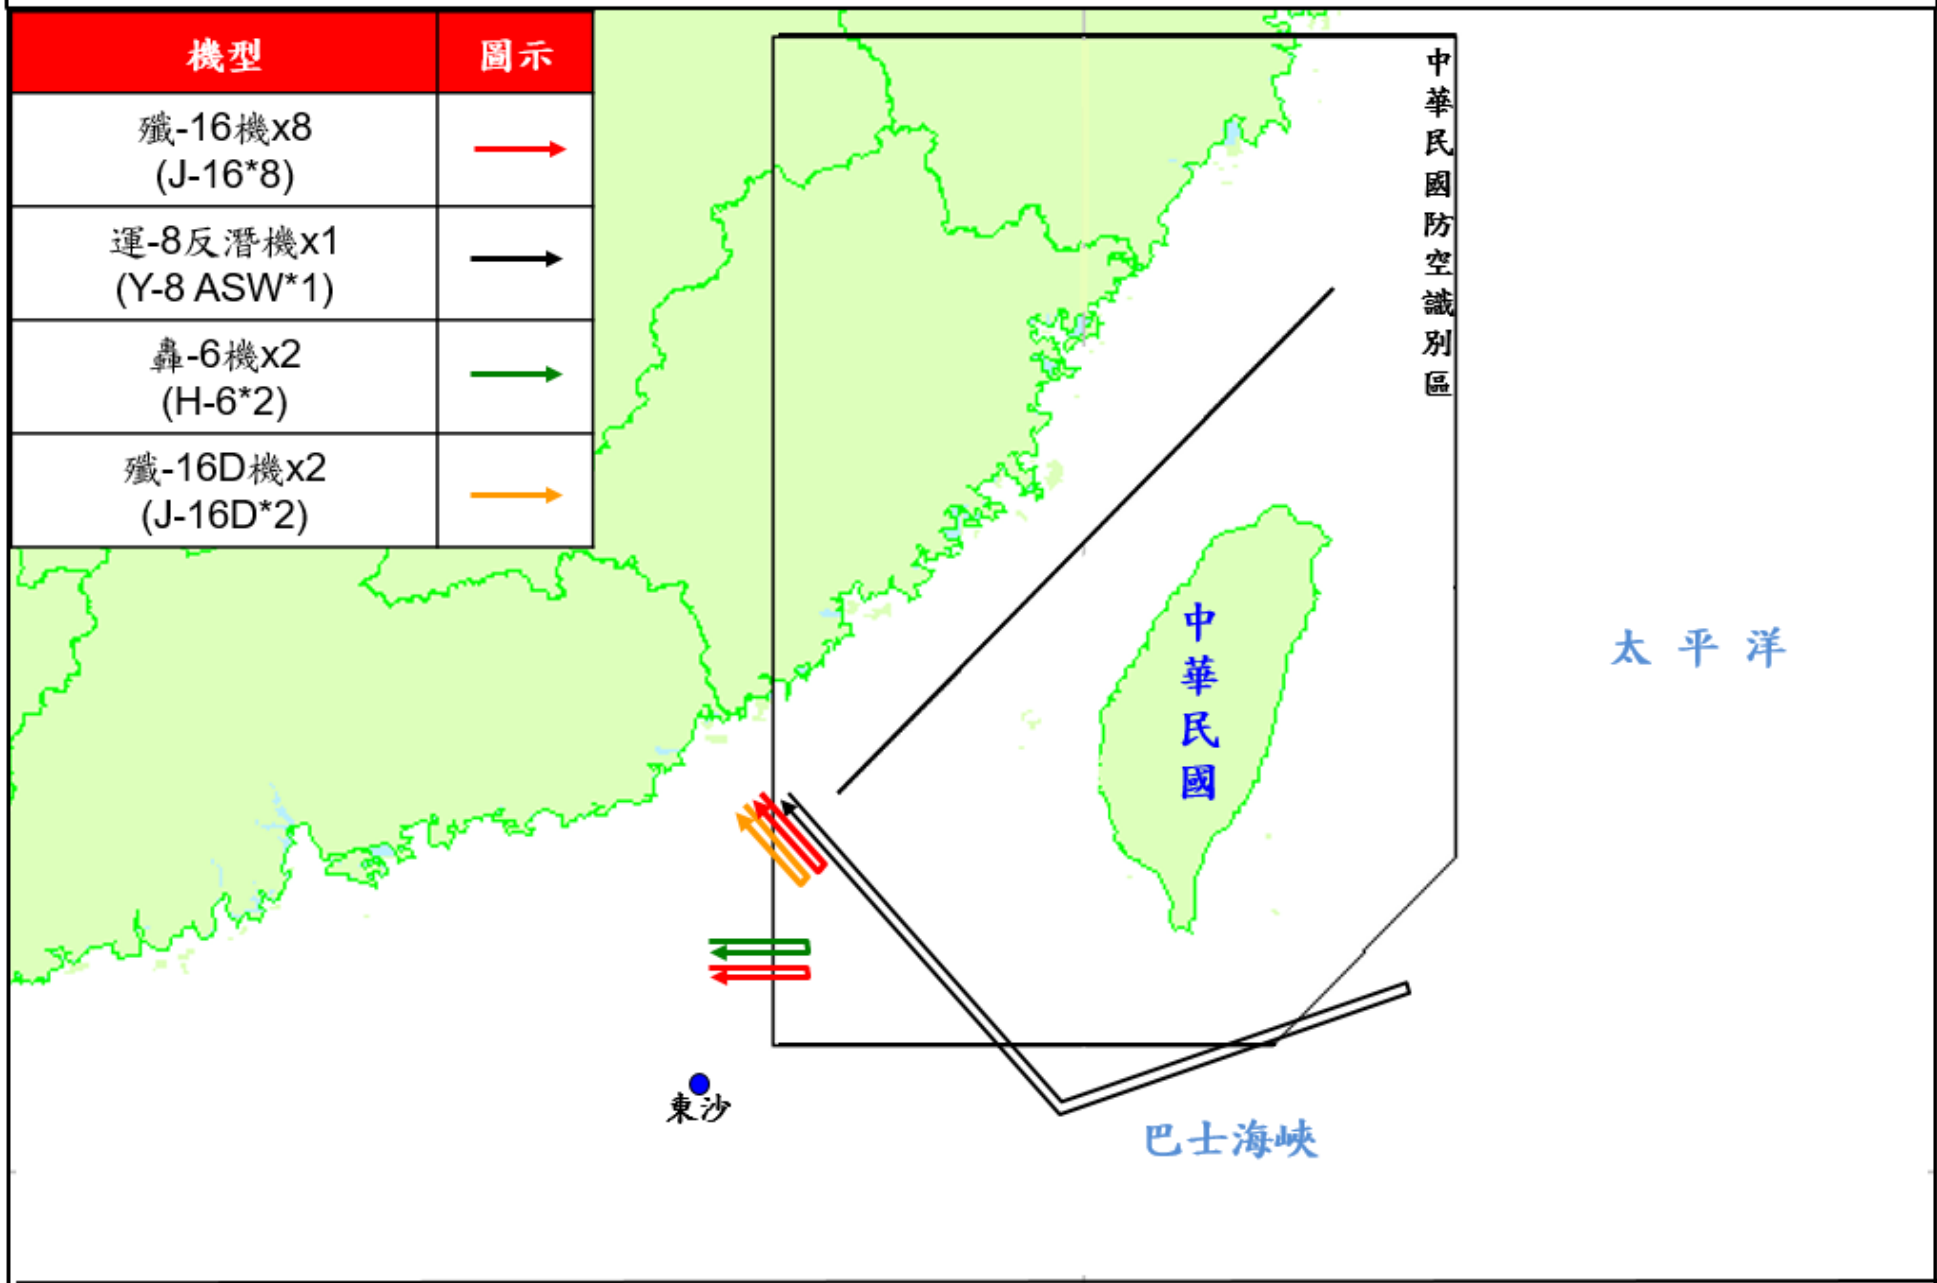 機型 圖示
殲-16機x8
(J-16*8)
運-8反潛機x1
(Y-8 ASW*1)
轟-6機x2
(H-6*2)
殲-16D機x2
(J-16D*2)
中華民國防空識別區
中華民國
太平洋
東沙
巴士海峽